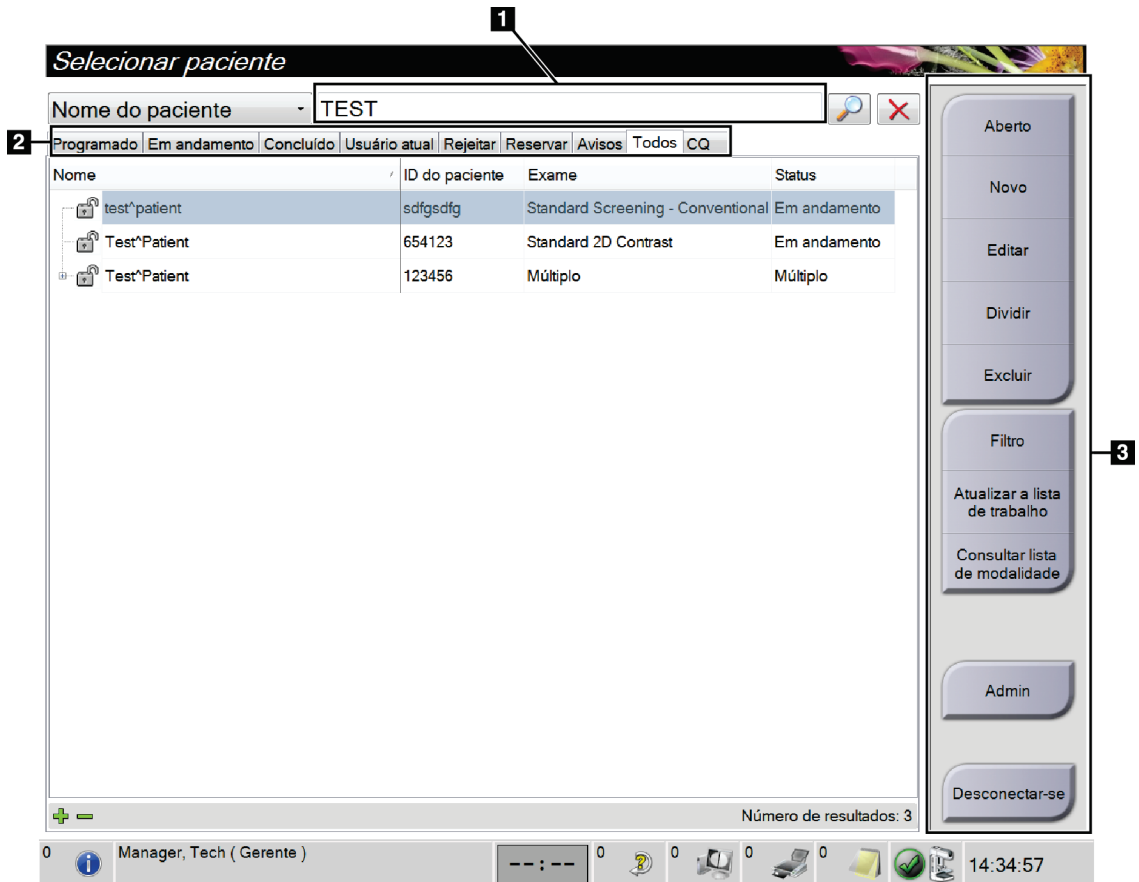 1
Selecionar paciente
Nome do paciente TEST
2
Programado Em andamento Concluído Usuário atual Rejeitar Reservar Avisos Todos CQ
Nome ID do paciente Exame Status
test^patient sdfgsdfg Standard Screening - Conventional Em andamento
Test^Patient 654123 Standard 2D Contrast Em andamento
Test^Patient 123456 Múltiplo Múltiplo
Número de resultados: 3
Aberto
Novo
Editar
Dividir
Excluir
Filtro
3
Atualizar a lista
de trabalho
Consultar lista
de modalidade
Admin
Desconectar-se
0 Manager, Tech ( Gerente ) --:-- 0 0 0 0 14:34:57